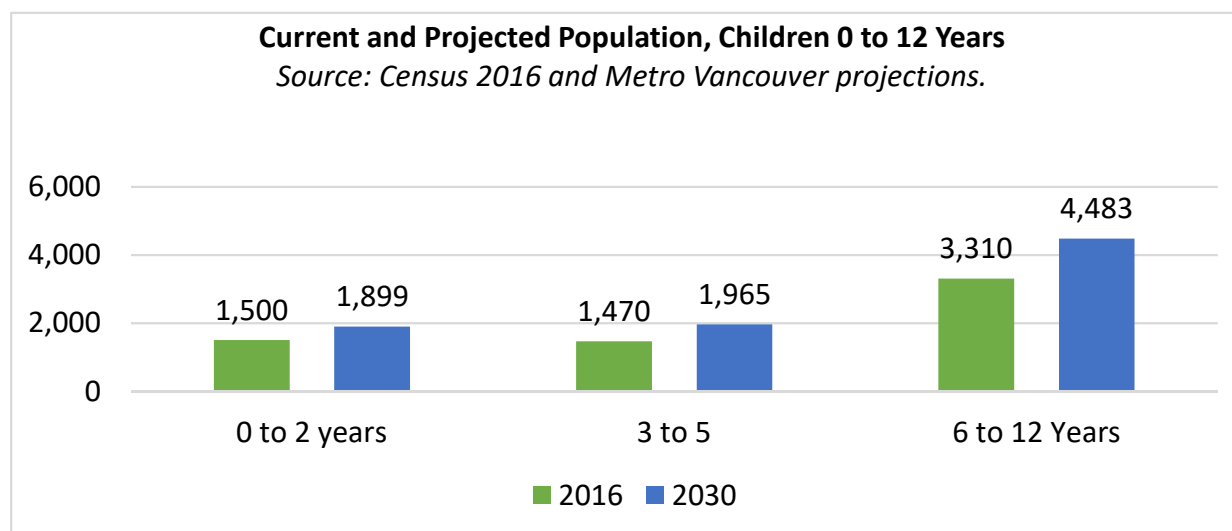 Current and Projected Population, Children 0 to 12 Years
Source: Census 2016 and Metro Vancouver projections.
6,000
4,000
2,000
0
1,500
1,899
1,470
1,965
3,310
4,483
0 to 2 years
3 to 5
6 to 12 Years
2016
2030